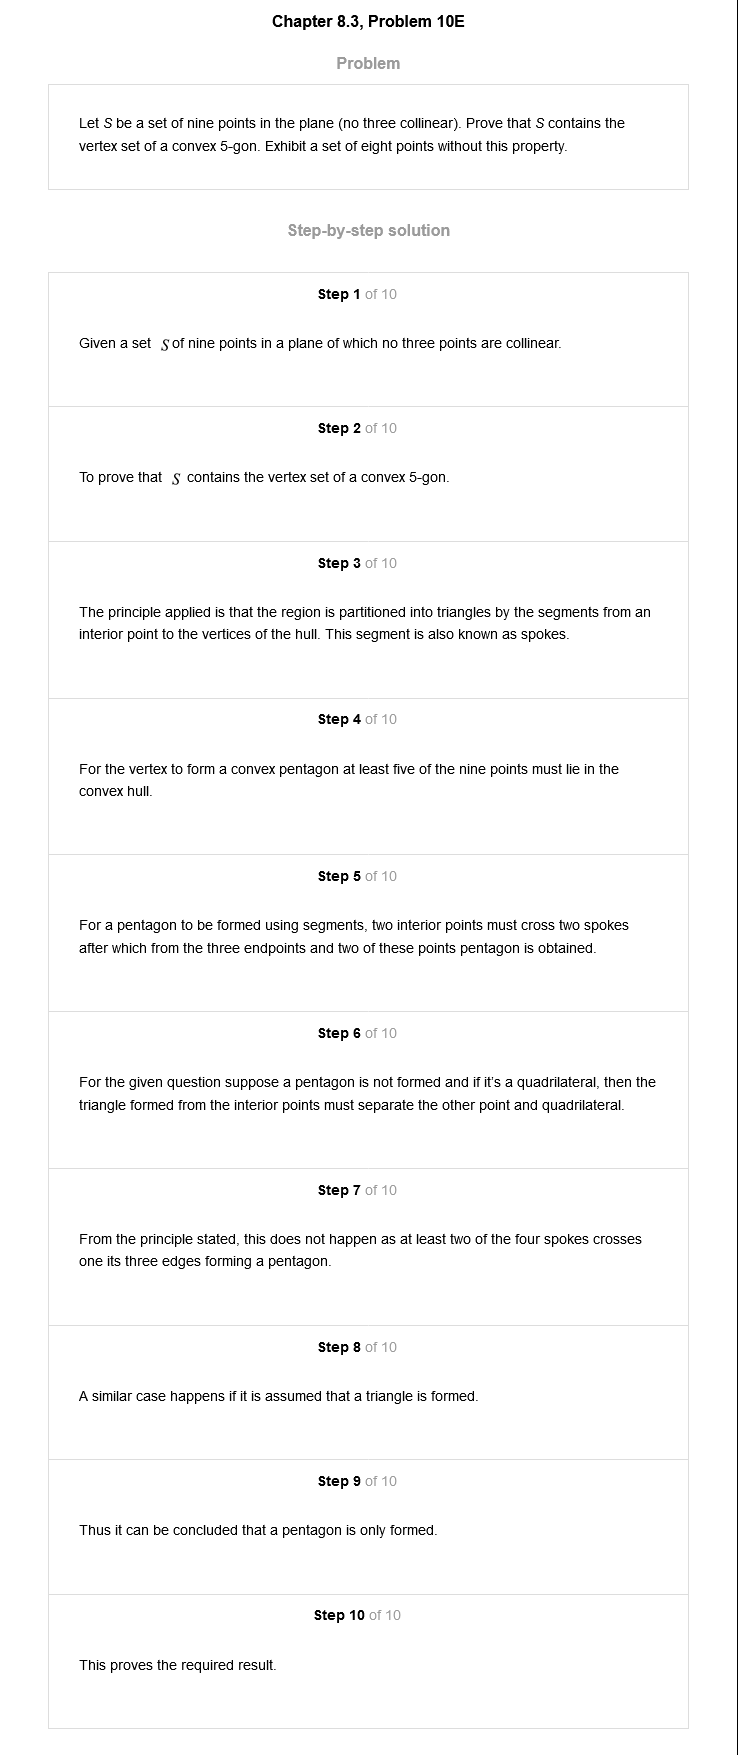 Chapter 8.3, Problem 10E
Problem
Let S be a set of nine points in the plane (no three collinear). Prove that S contains the
vertex set of a convex 5-gon. Exhibit a set of eight points without this property.
Step-by-step solution
Step 1 of 10
Given a set S of nine points in a plane of which no three points are collinear.
Step 2 of 10
To prove that S contains the vertex set of a convex 5-gon.
Step 3 of 10
The principle applied is that the region is partitioned into triangles by the segments from an
interior point to the vertices of the hull. This segment is also known as spokes.
Step 4 of 10
For the vertex to form a convex pentagon at least five of the nine points must lie in the
convex hull.
Step 5 of 10
For a pentagon to be formed using segments, two interior points must cross two spokes
after which from the three endpoints and two of these points pentagon is obtained.
Step 6 of 10
For the given question suppose a pentagon is not formed and if it's a quadrilateral, then the
triangle formed from the interior points must separate the other point and quadrilateral.
Step 7 of 10
From the principle stated, this does not happen as at least two of the four spokes crosses
one its three edges forming a pentagon.
Step 8 of 10
A similar case happens if it is assumed that a triangle is formed.
Step 9 of 10
Thus it can be concluded that a pentagon is only formed.
Step 10 of 10
This proves the required result.